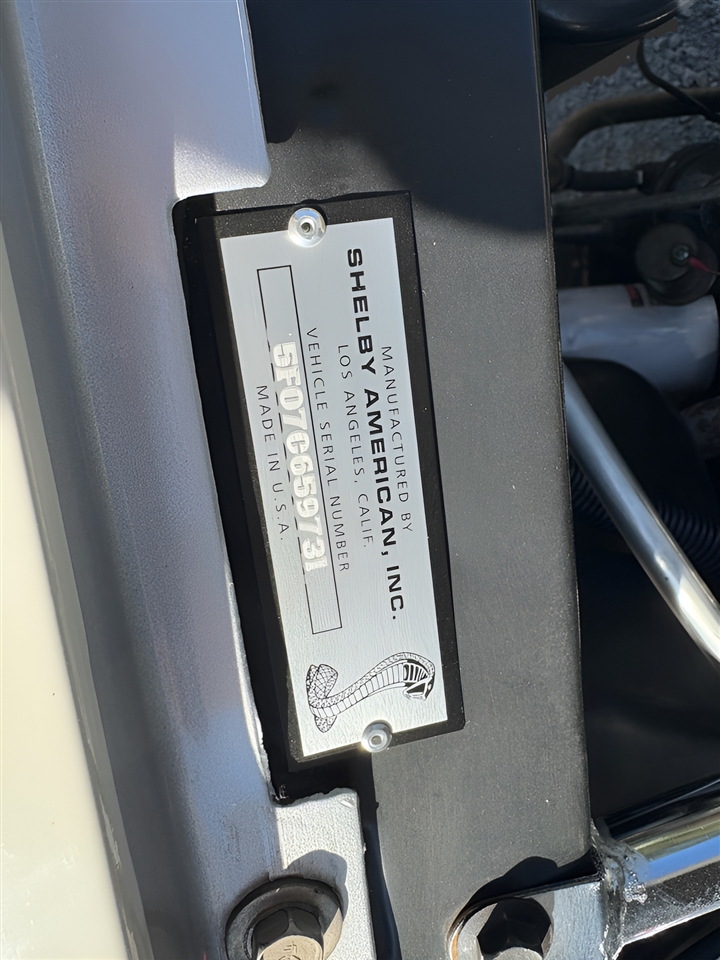 MANUFACTURED BY
SHELBY AMERICAN, INC.
LOS ANGELES, CALIF.
VEHICLE SERIAL NUMBER
5F07C659731
MADE IN U.S.A.